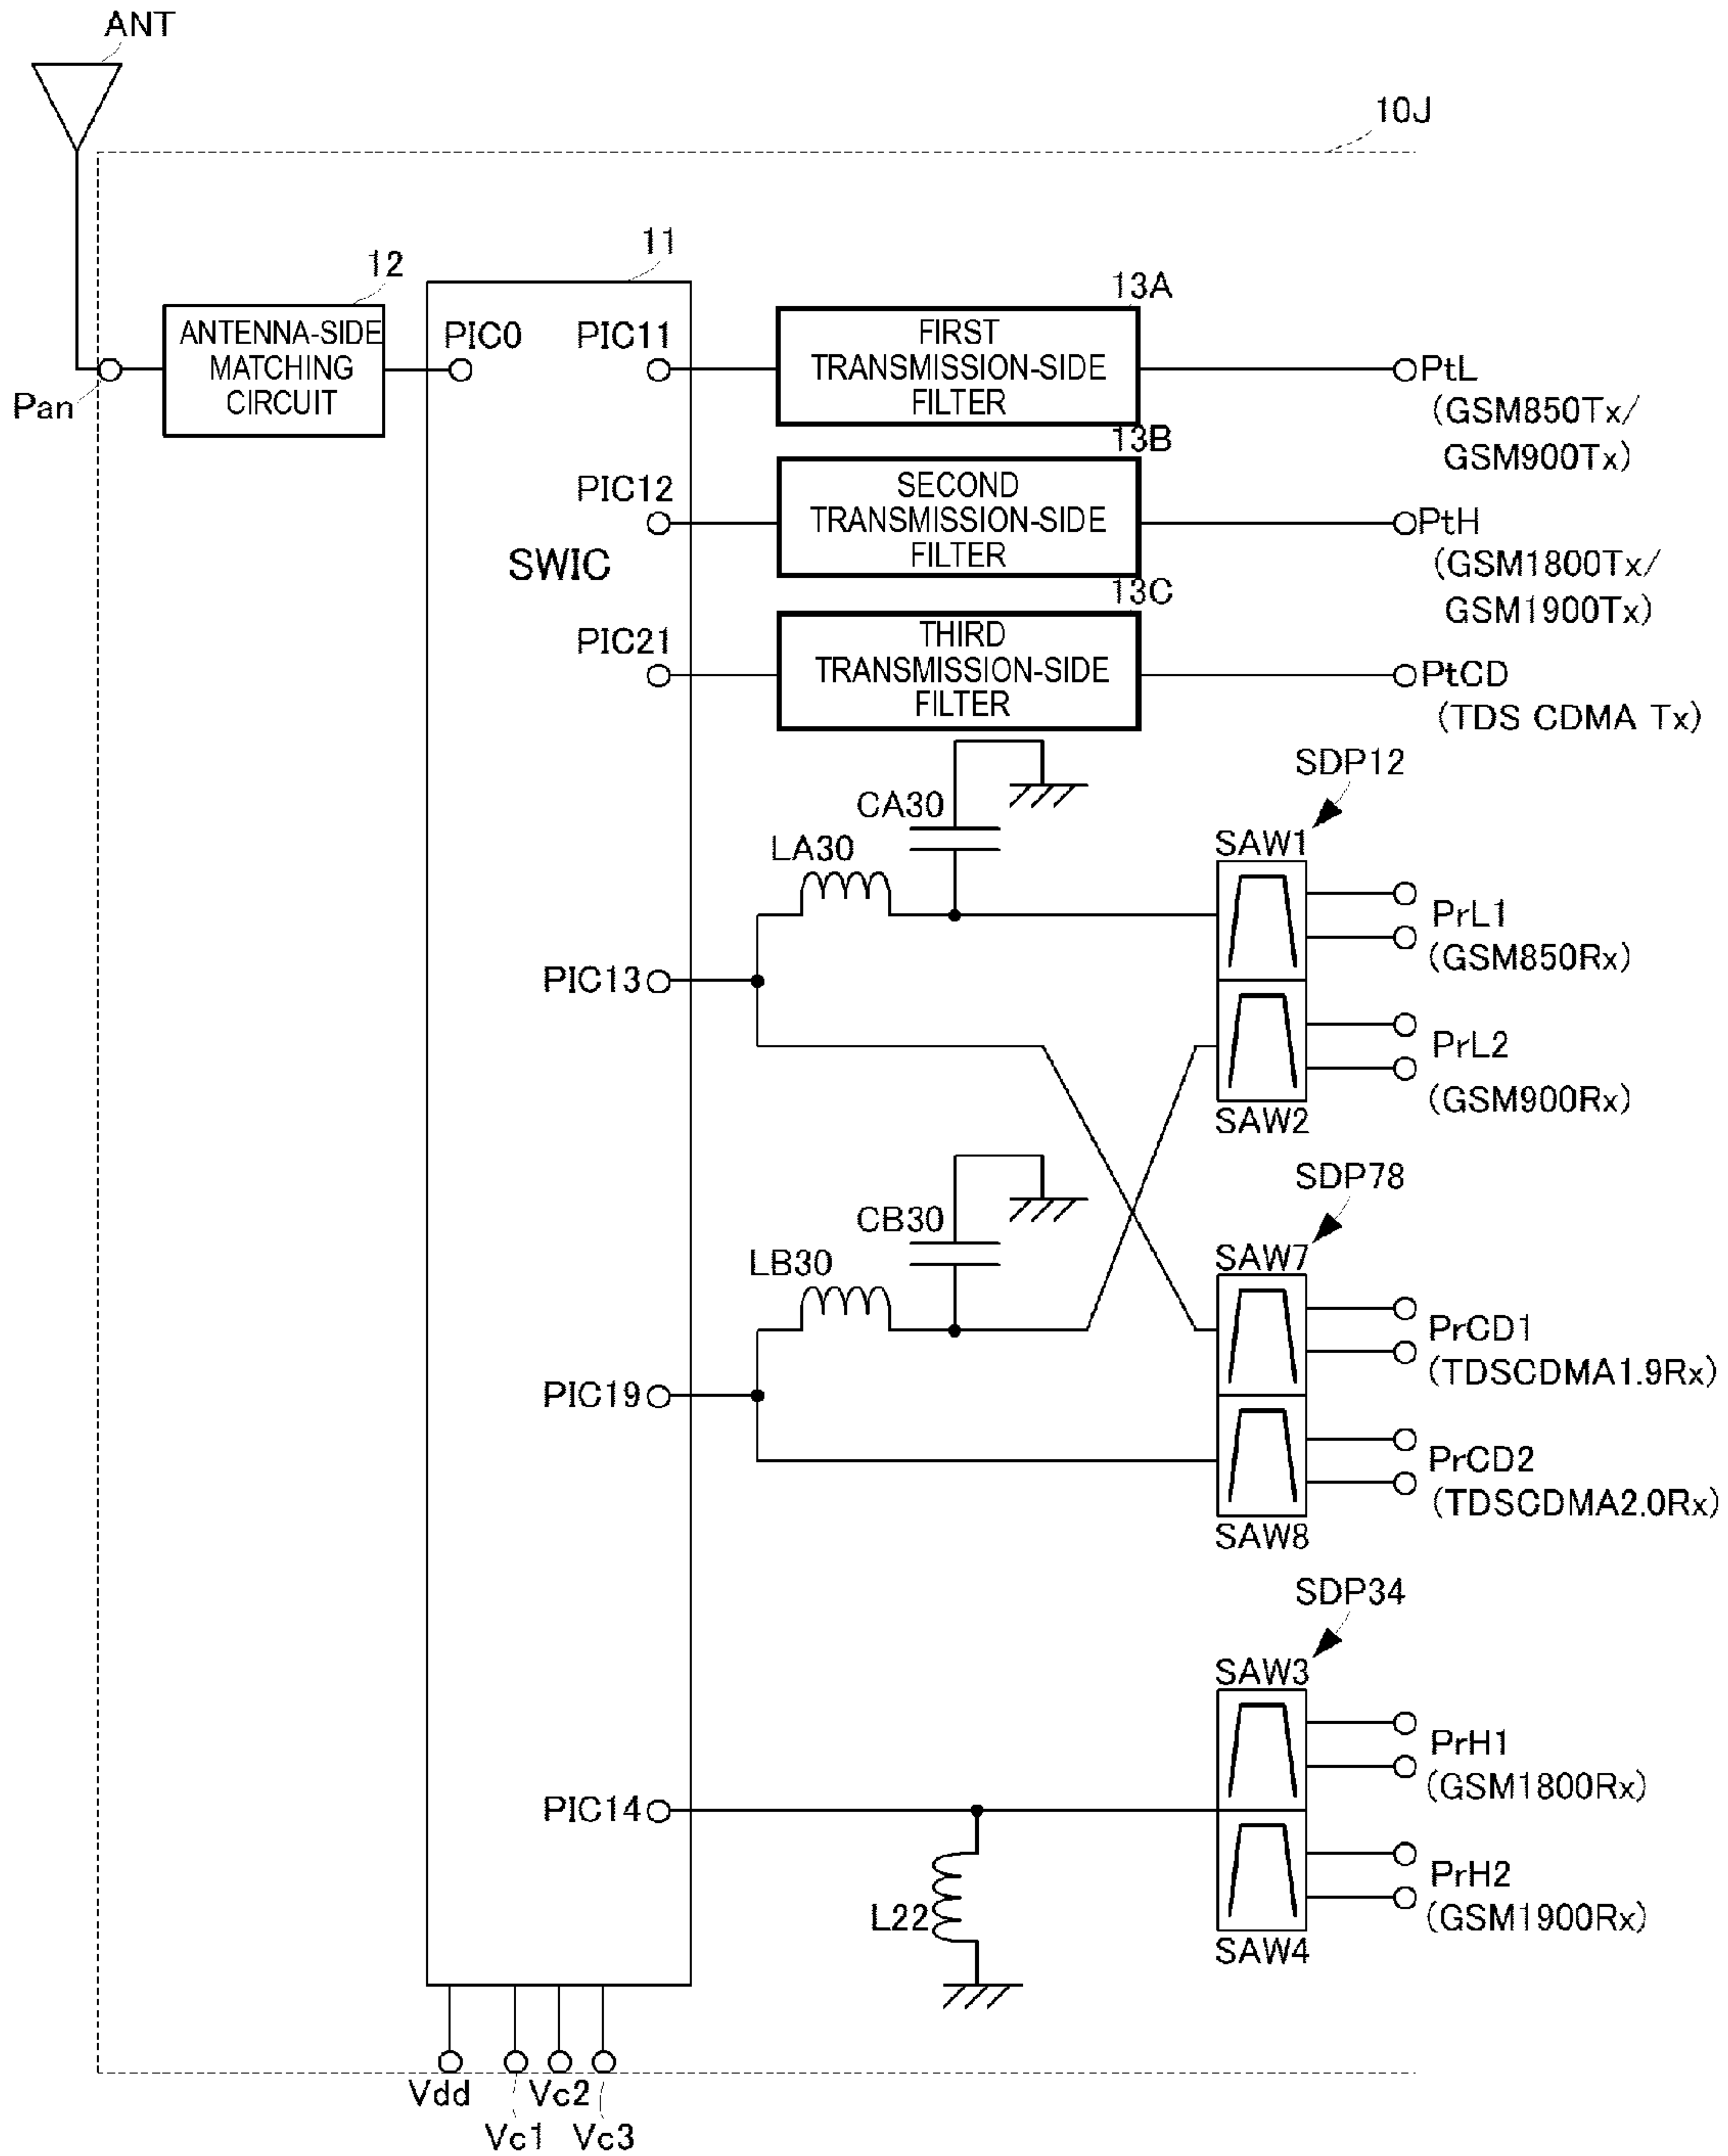 ANT
10J
12
11
13A
ANTENNA-SIDE
MATCHING
CIRCUIT
PIC0
PIC11
FIRST
TRANSMISSION-SIDE
FILTER
Pan
PtL
(GSM850Tx/
GSM900Tx)
13B
PIC12
SECOND
TRANSMISSION-SIDE
FILTER
PtH
(GSM1800Tx/
GSM1900Tx)
SWIC
13C
PIC21
THIRD
TRANSMISSION-SIDE
FILTER
PtCD
(TDS CDMA Tx)
SDP12
CA30
LA30
SAW1
PrL1
(GSM850Rx)
PIC13
PrL2
(GSM900Rx)
SAW2
SDP78
CB30
LB30
SAW7
PrCD1
(TDSCDMA1.9Rx)
PIC19
PrCD2
(TDSCDMA2.0Rx)
SAW8
SDP34
SAW3
PrH1
(GSM1800Rx)
PIC14
PrH2
(GSM1900Rx)
L22
SAW4
Vdd
Vc1
Vc2
Vc3